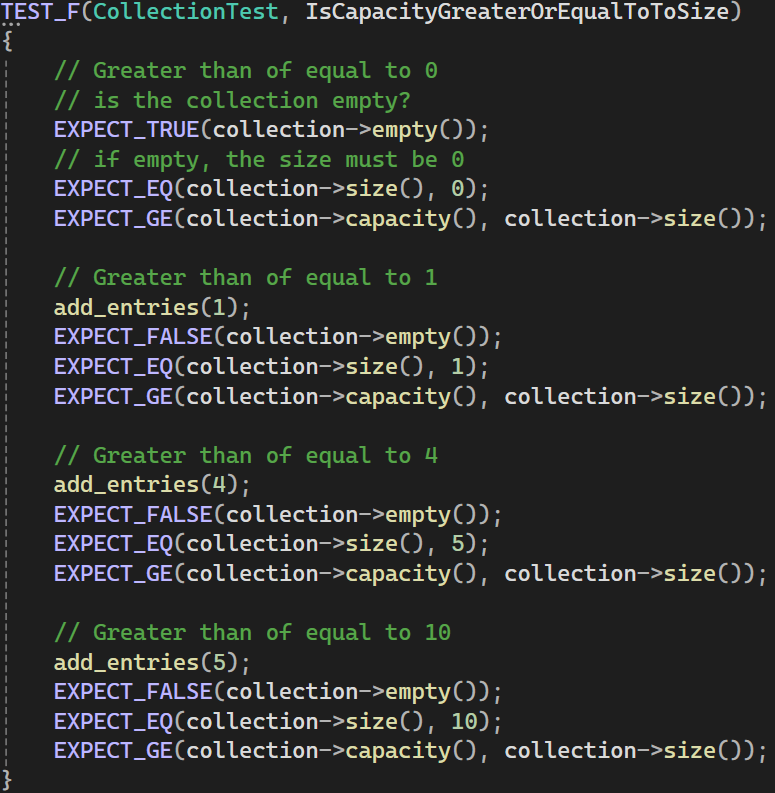 TEST_F(CollectionTest, IsCapacityGreaterOrEqualToToSize)
{
    // Greater than of equal to 0
    // is the collection empty?
    EXPECT_TRUE(collection->empty());
    // if empty, the size must be 0
    EXPECT_EQ(collection->size(), 0);
    EXPECT_GE(collection->capacity(), collection->size());

    // Greater than of equal to 1
    add_entries(1);
    EXPECT_FALSE(collection->empty());
    EXPECT_EQ(collection->size(), 1);
    EXPECT_GE(collection->capacity(), collection->size());

    // Greater than of equal to 4
    add_entries(4);
    EXPECT_FALSE(collection->empty());
    EXPECT_EQ(collection->size(), 5);
    EXPECT_GE(collection->capacity(), collection->size());

    // Greater than of equal to 10
    add_entries(5);
    EXPECT_FALSE(collection->empty());
    EXPECT_EQ(collection->size(), 10);
    EXPECT_GE(collection->capacity(), collection->size());
}